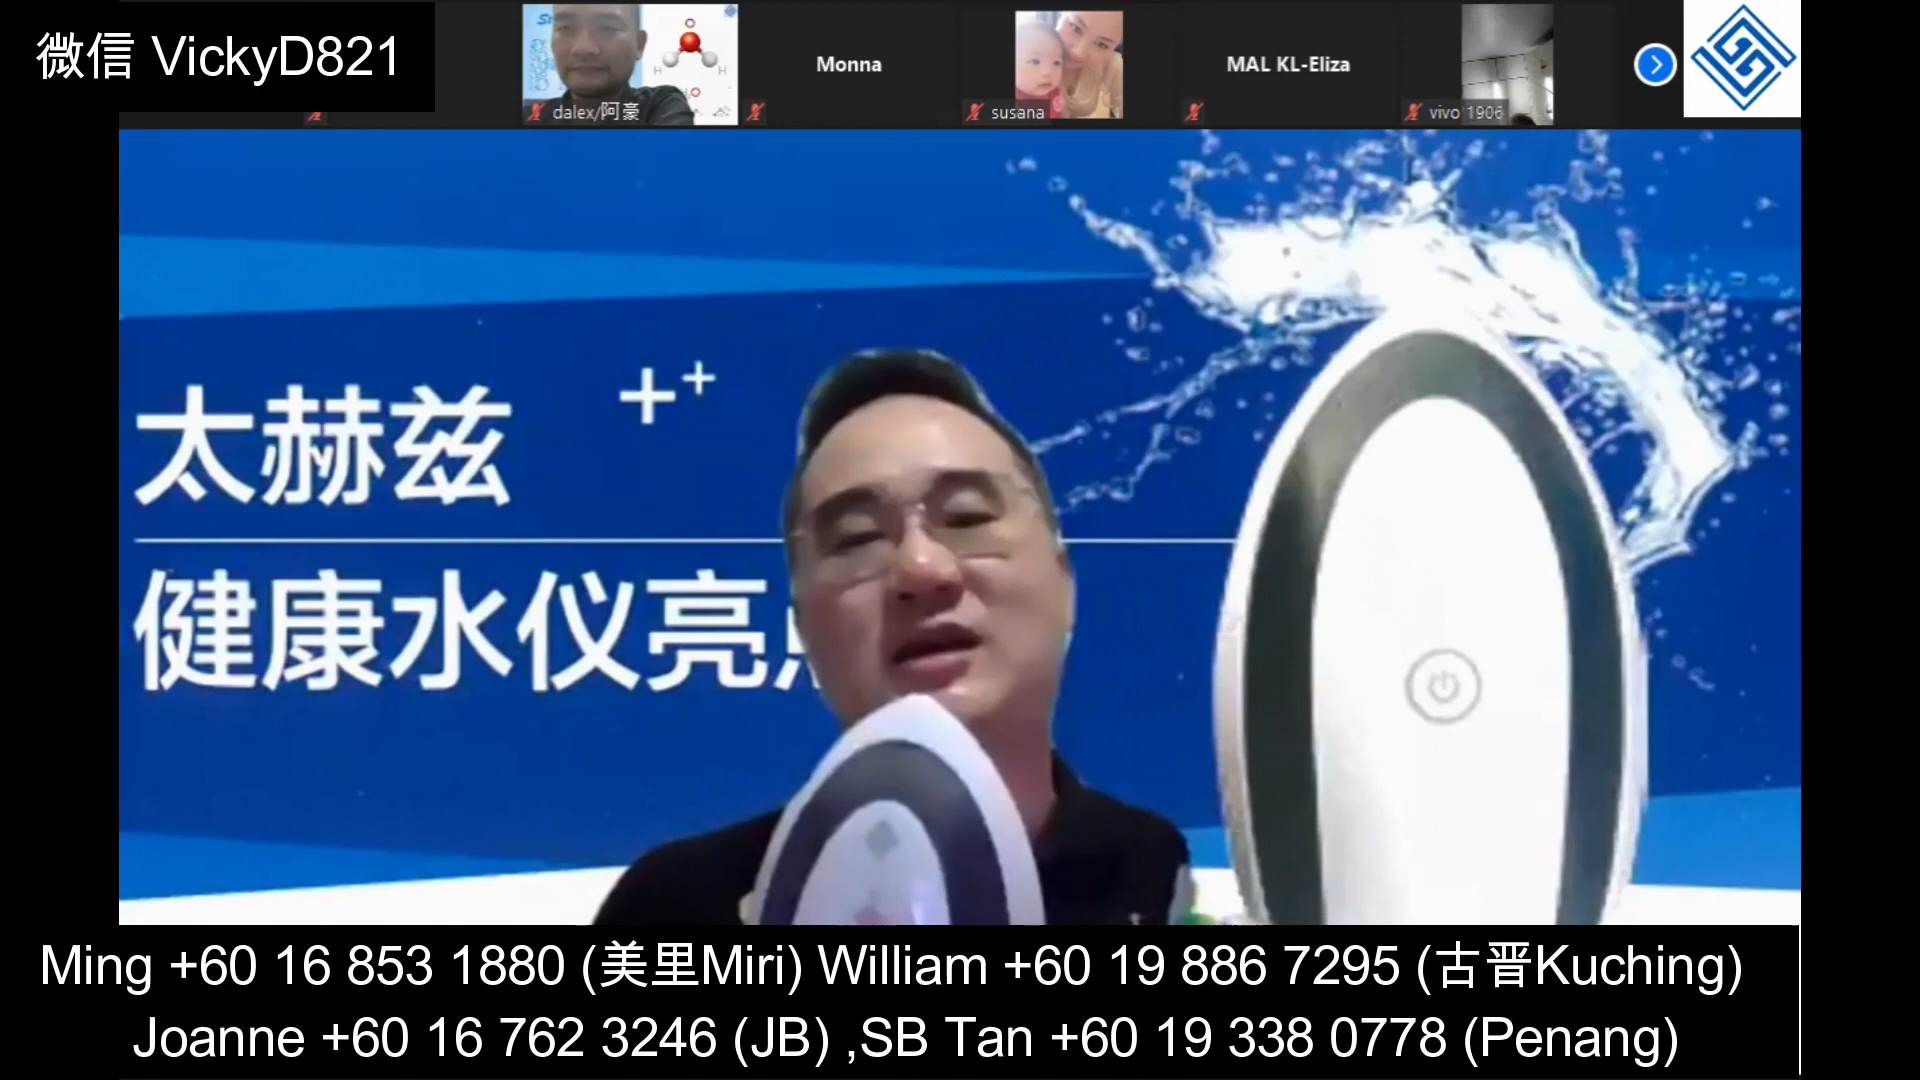 微信 VickyD821
dalex/阿豪
Monna
susana
MAL KL-Eliza
vivo 1906
太赫兹 ++
健康水仪亮
Ming +60 16 853 1880 (美里Miri) William +60 19 886 7295 (古晋Kuching)
Joanne +60 16 762 3246 (JB) ,SB Tan +60 19 338 0778 (Penang)